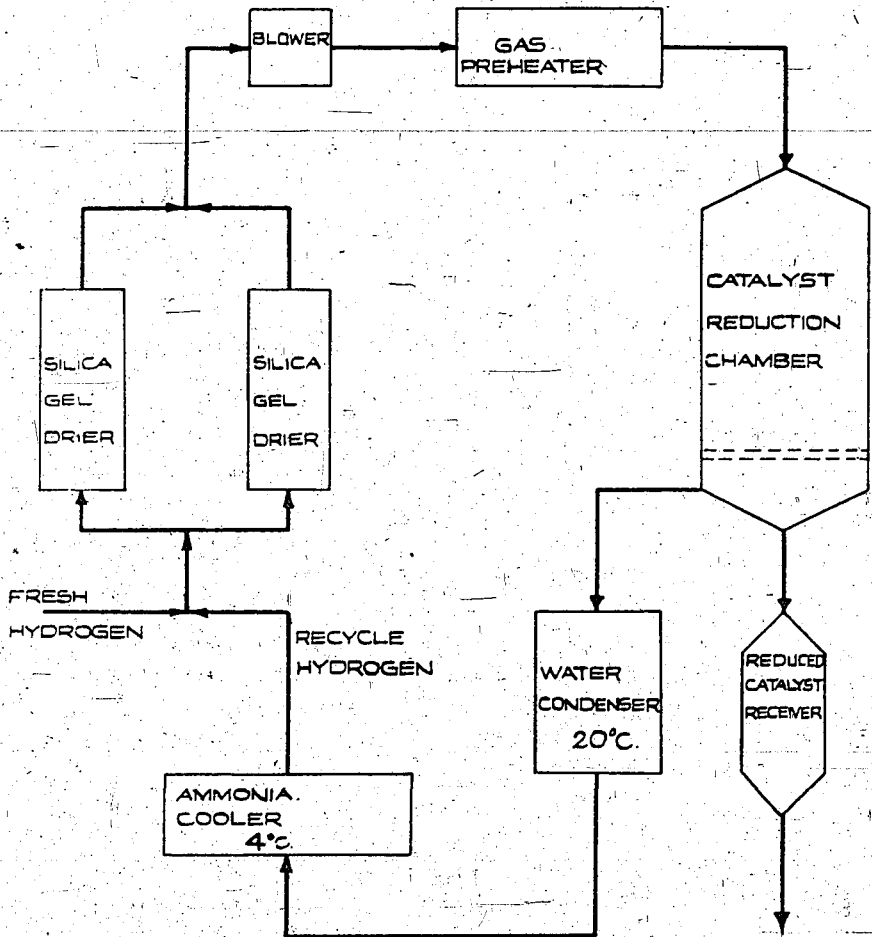 BLOWER
GAS
PREHEATER
CATALYST
REDUCTION
CHAMBER
SILICA
GEL
DRIER
SILICA
GEL
DRIER
FRESH
HYDROGEN
RECYCLE
HYDROGEN
WATER
CONDENSER
20°C.
REDUCED
CATALYST
RECEIVER
AMMONIA.
COOLER
4°C.